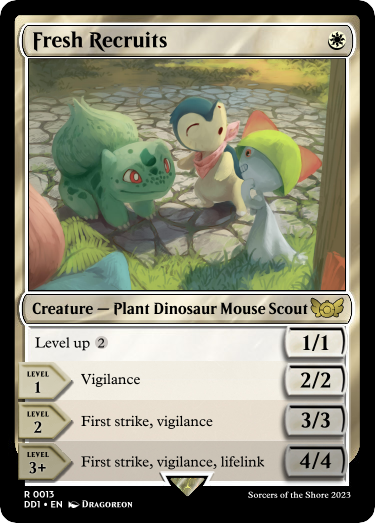 Fresh Recruits
Creature — Plant Dinosaur Mouse Scout
Level up 2 1/1
LEVEL 1 Vigilance 2/2
LEVEL 2 First strike, vigilance 3/3
LEVEL 3+ First strike, vigilance, lifelink 4/4
R 0013
DD1 • EN Dragoreon
Sorcers of the Shore 2023